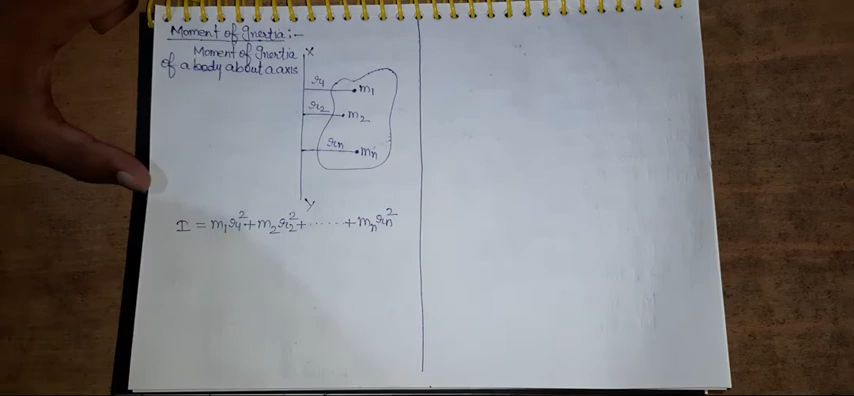 Moment of Inertia :-
Moment of Inertia
of a body about a axis
X
r1
m1
r2
m2
rn
mn
Y
I = m₁r₁² + m₂r₂² + ...... + mₙrₙ²